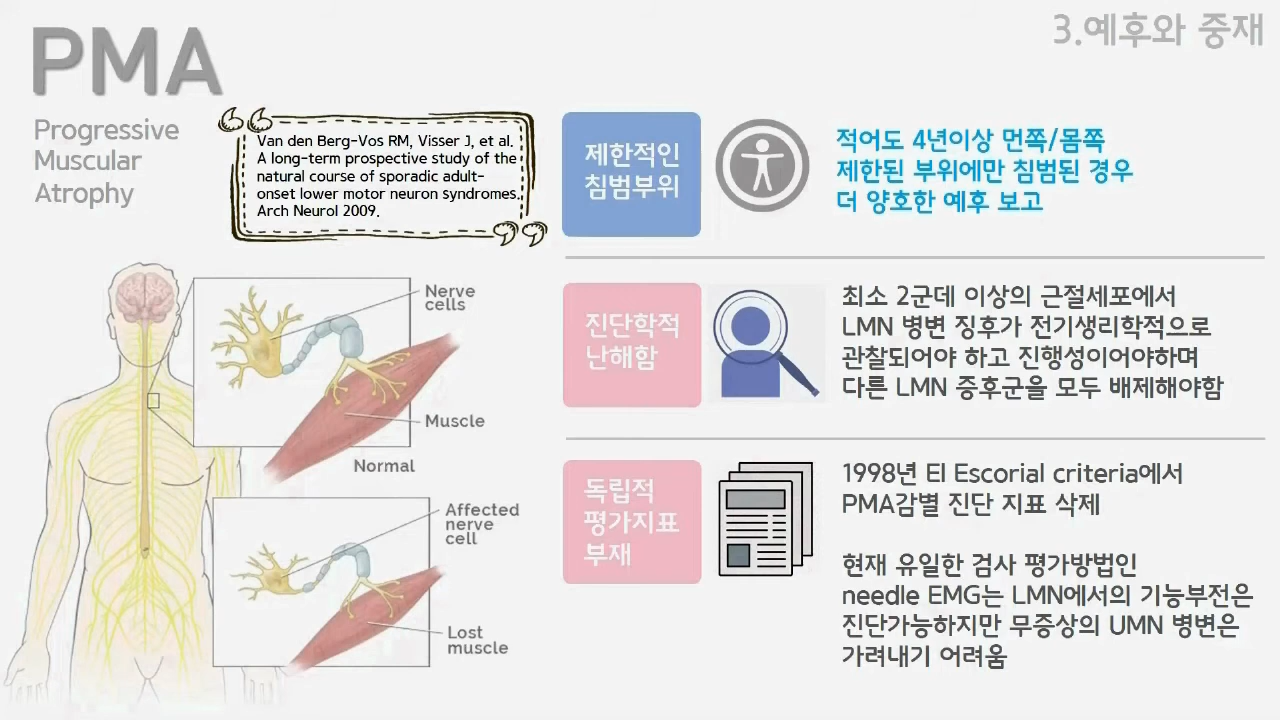 3.예후와 중재
PMA
Progressive
Muscular
Atrophy
Van den Berg-Vos RM, Visser J, et al.
A long-term prospective study of the
natural course of sporadic adult-
onset lower motor neuron syndromes.
Arch Neurol 2009.
제한적인
침범부위
적어도 4년이상 먼쪽/몸쪽
제한된 부위에만 침범된 경우
더 양호한 예후 보고
Nerve
cells
Muscle
Normal
Affected
nerve
cell
Lost
muscle
진단학적
난해함
최소 2군데 이상의 근절세포에서
LMN 병변 징후가 전기생리학적으로
관찰되어야 하고 진행성이어야하며
다른 LMN 증후군을 모두 배제해야함
독립적
평가지표
부재
1998년 El Escorial criteria에서
PMA감별 진단 지표 삭제
현재 유일한 검사 평가방법인
needle EMG는 LMN에서의 기능부전은
진단가능하지만 무증상의 UMN 병변은
가려내기 어려움